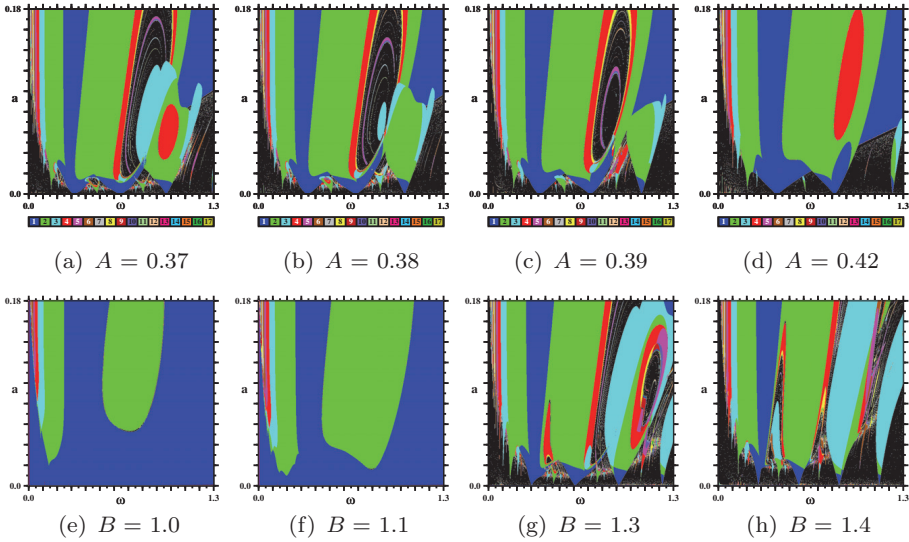 0.18 0.18 0.18 0.18
a a a a
0.0 0.0 0.0 0.0
0.0 ω 1.3 0.0 ω 1.3 0.0 ω 1.3 0.0 ω 1.3
1 2 3 4 5 6 7 8 9 10 11 12 13 14 15 16 17 1 2 3 4 5 6 7 8 9 10 11 12 13 14 15 16 17 1 2 3 4 5 6 7 8 9 10 11 12 13 14 15 16 17 1 2 3 4 5 6 7 8 9 10 11 12 13 14 15 16 17
(a) A = 0.37 (b) A = 0.38 (c) A = 0.39 (d) A = 0.42
0.18 0.18 0.18 0.18
a a a a
0.0 0.0 0.0 0.0
0.0 ω 1.3 0.0 ω 1.3 0.0 ω 1.3 0.0 ω 1.3
(e) B = 1.0 (f) B = 1.1 (g) B = 1.3 (h) B = 1.4